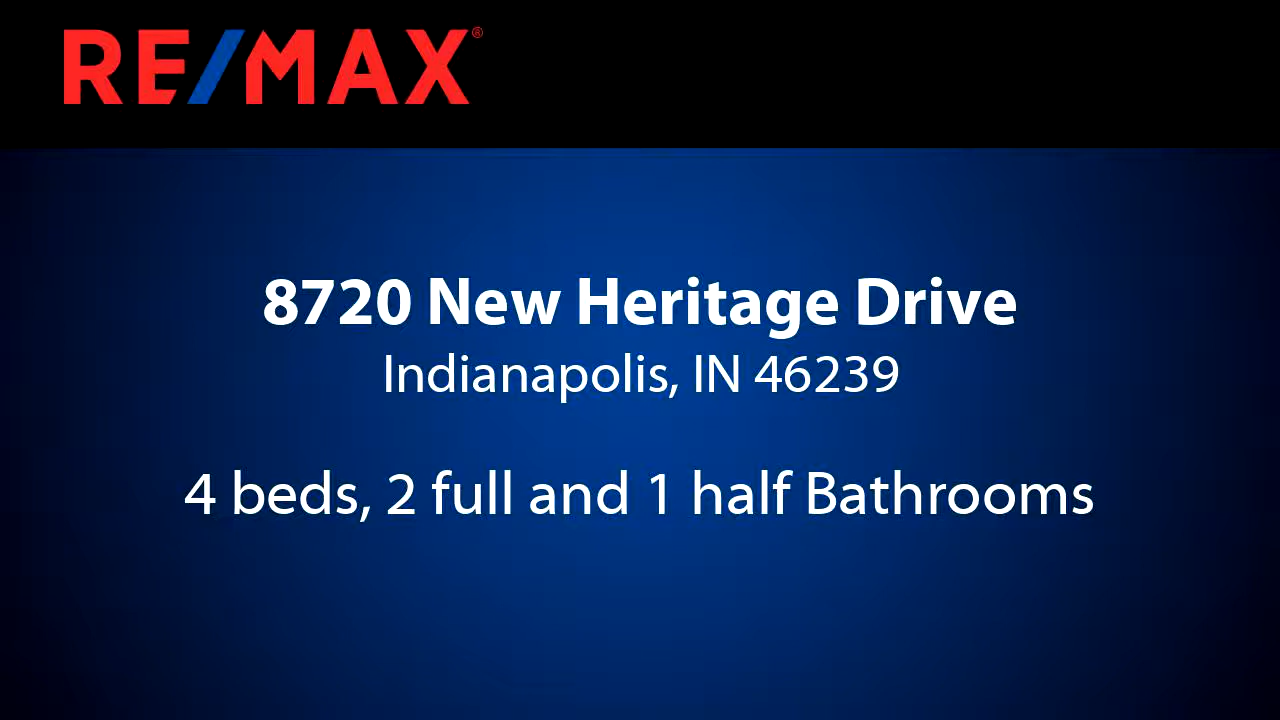 RE/MAX®
8720 New Heritage Drive
Indianapolis, IN 46239
4 beds, 2 full and 1 half Bathrooms